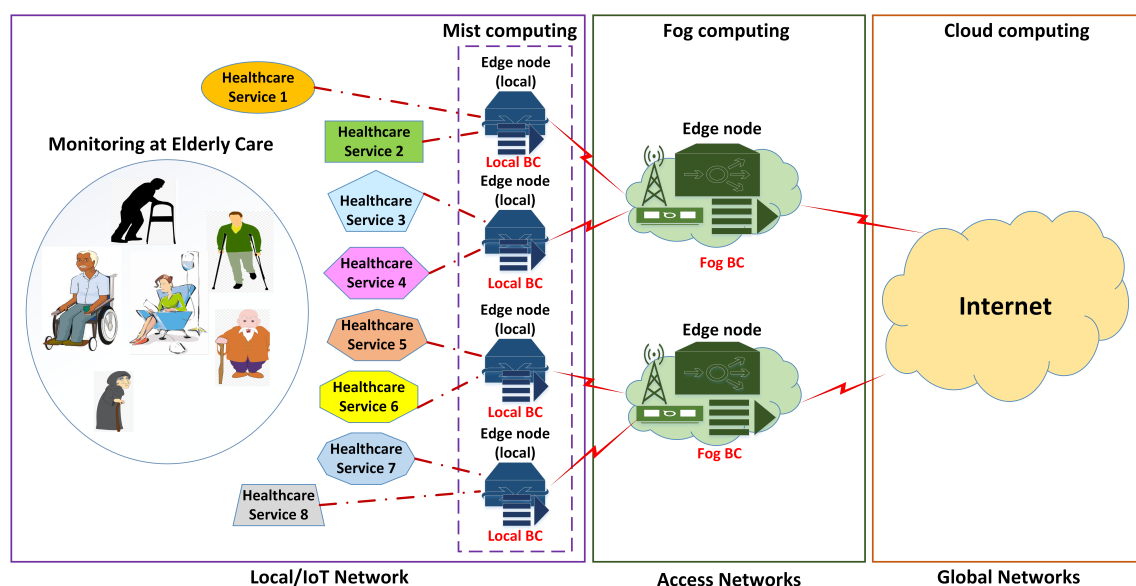 Mist computing
Fog computing
Cloud computing
Edge node
(local)
Healthcare
Service 1
Healthcare
Service 2
Local BC
Monitoring at Elderly Care
Edge node
Edge node
(local)
Healthcare
Service 3
Healthcare
Service 4
Local BC
Fog BC
Internet
Edge node
(local)
Healthcare
Service 5
Healthcare
Service 6
Local BC
Edge node
Fog BC
Edge node
(local)
Healthcare
Service 7
Healthcare
Service 8
Local BC
Local/IoT Network
Access Networks
Global Networks